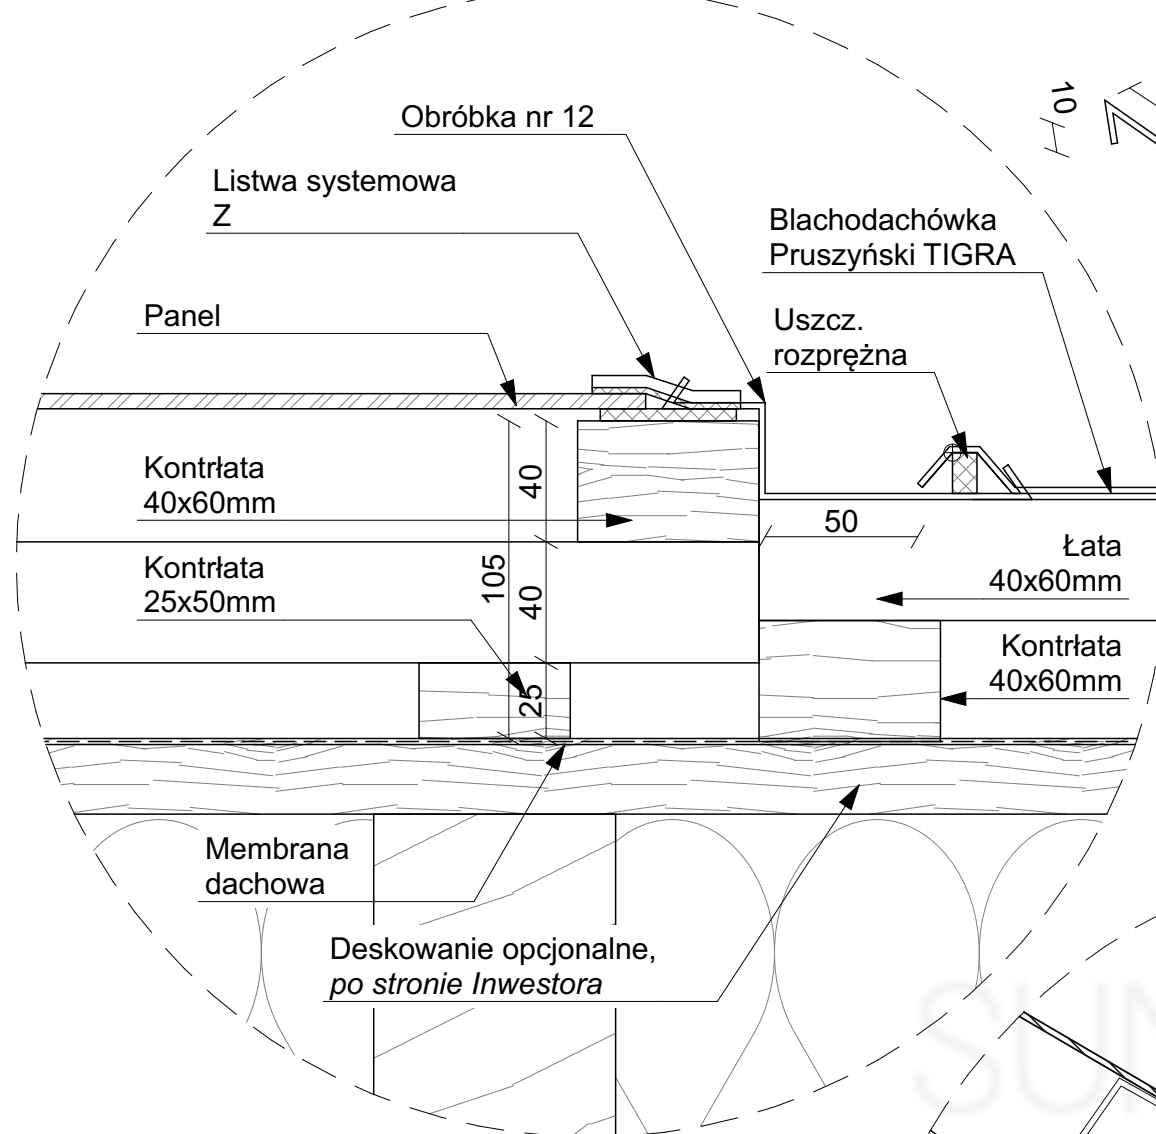 10
Obróbka nr 12
Listwa systemowa
Z
Blachodachówka
Pruszyński TIGRA
Panel
Uszcz.
rozprężna
Kontrłata
40x60mm
40
50
Kontrłata
25x50mm
105
40
25
Łata
40x60mm
Kontrłata
40x60mm
Membrana
dachowa
Deskowanie opcjonalne,
po stronie Inwestora
SUN